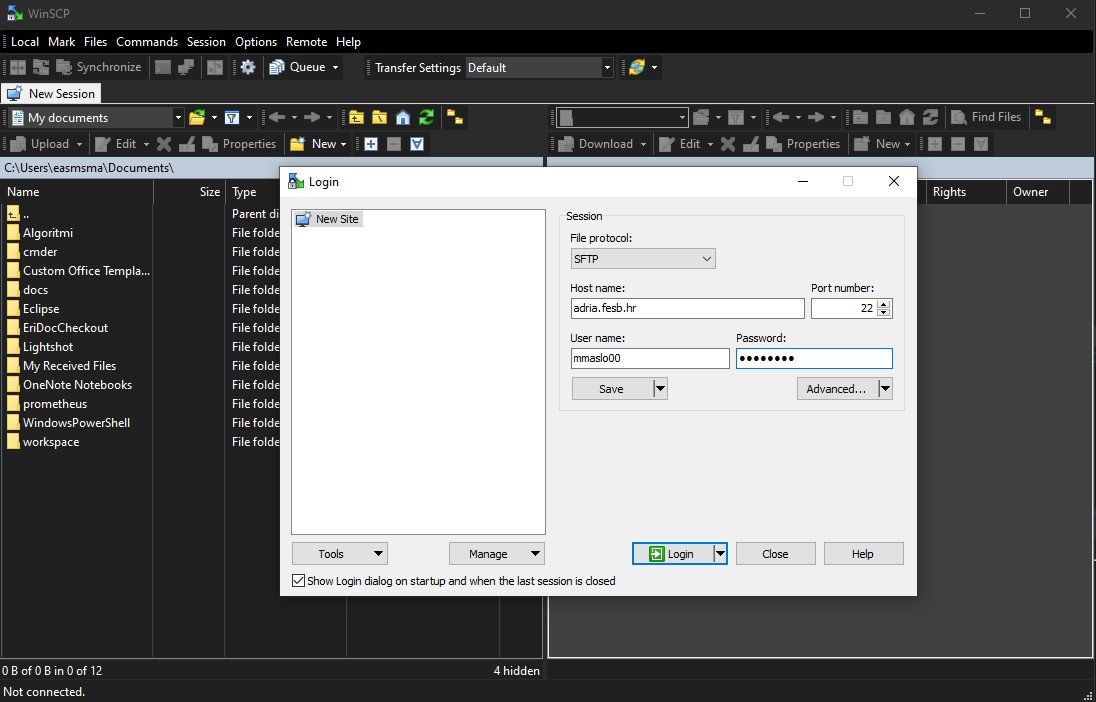 WinSCP
Local Mark Files Commands Session Options Remote Help
Synchronize Queue Transfer Settings Default
New Session
My documents Find Files
Upload Edit Properties New Download Edit Properties New
C:\Users\easmsma\Documents\
Name Size Type Rights Owner
.. Parent di
Algoritmi File folde
cmder File folde
Custom Office Templa... File folde
docs File folde
Eclipse File folde
EriDocCheckout File folde
Lightshot File folde
My Received Files File folde
OneNote Notebooks File folde
prometheus File folde
WindowsPowerShell File folde
workspace File folde
Login
New Site
Session
File protocol:
SFTP
Host name: Port number:
adria.fesb.hr 22
User name: Password:
mmaslo00 ●●●●●●●●
Save Advanced...
Tools Manage Login Close Help
Show Login dialog on startup and when the last session is closed
0 B of 0 B in 0 of 12 4 hidden
Not connected.